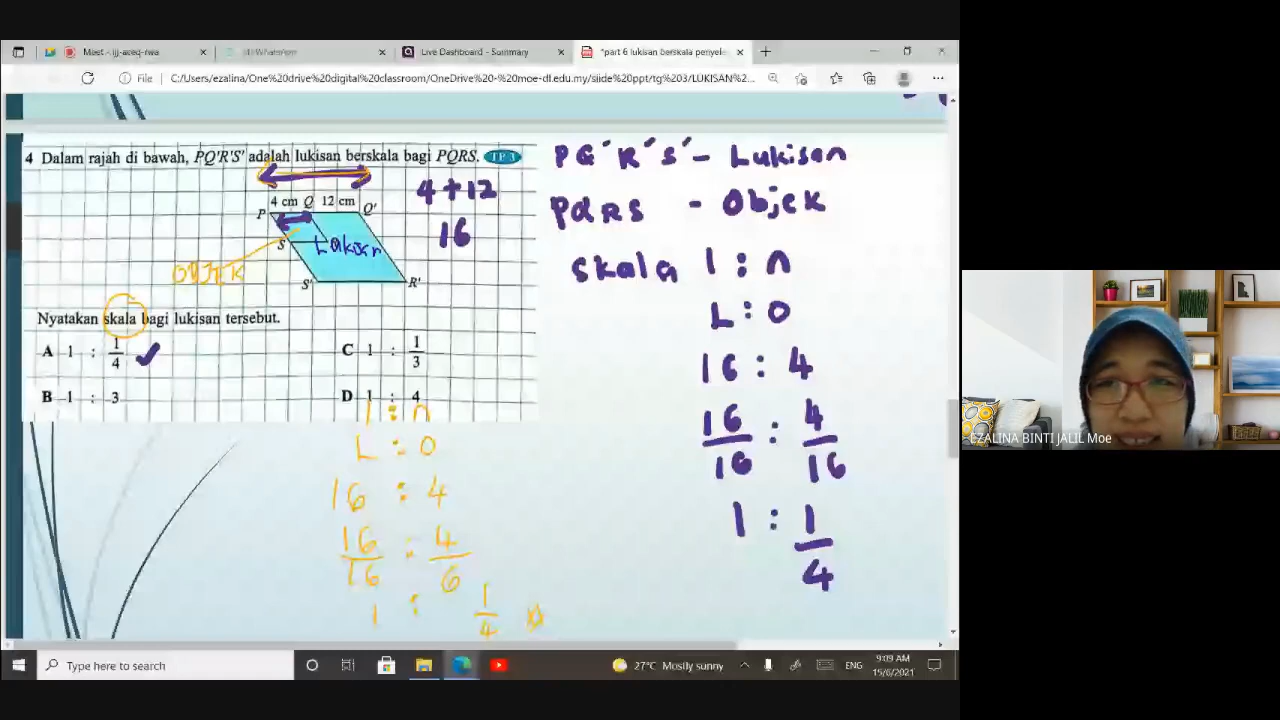 Meet - ijj-aceq-rwa
WhatsApp
Live Dashboard - Summary
*part 6 lukisan berskala penyele
File
C:/Users/ezalina/One%20drive%20digital%20classroom/OneDrive%20-%20moe-dl.edu.my/slide%20ppt/tg%203/LUKISAN%2...
4 Dalam rajah di bawah, PQ'R'S' adalah lukisan berskala bagi PQRS. TP 3
4 cm Q 12 cm
P
Q'
S
Lukisan
S'
R'
OBJEK
4 + 12
16
Nyatakan skala bagi lukisan tersebut.
A 1 : 1/4 ✓
C 1 : 1/3
B 1 : 3
D 1 : 4
1 : n
L : O
16 : 4
16/16 : 4/6
1 : 1/4
PQ'R'S' - Lukisan
PQRS - Objek
Skala 1 : n
L : O
16 : 4
16/16 : 4/16
1 : 1/4
EZALINA BINTI JALIL Moe
Type here to search
27°C Mostly sunny
ENG
9:09 AM
15/6/2021